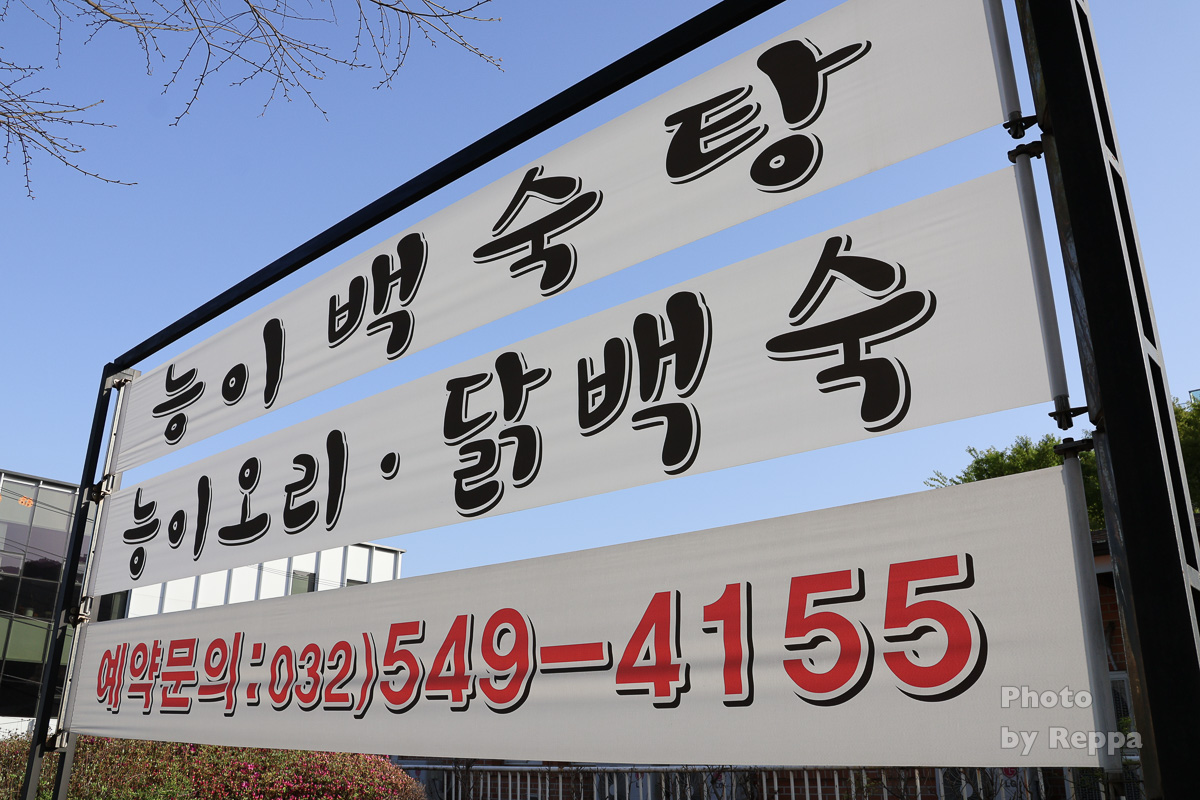 능이 백숙 탕
능이오리·닭백숙
예약문의:032)549-4155
Photo
by Reppa